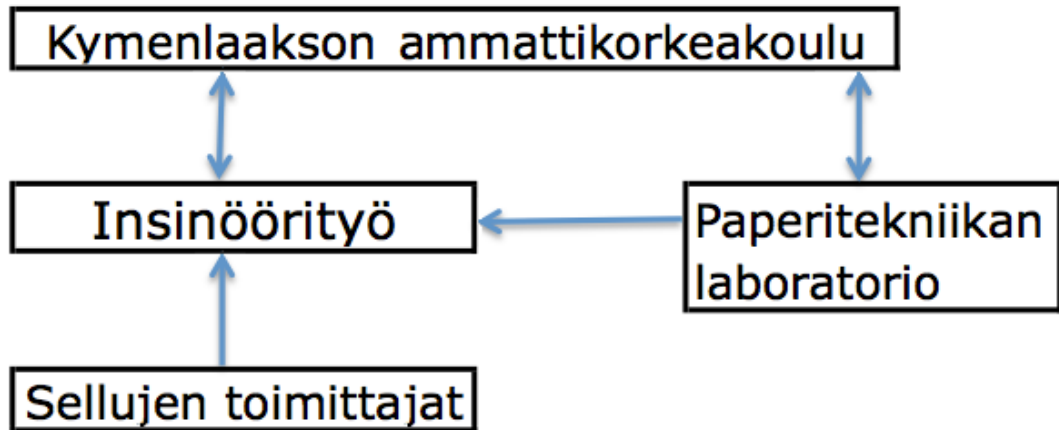 Kymenlaakson ammattikorkeakoulu
Insinöörityö
Paperitekniikan
laboratorio
Sellujen toimittajat